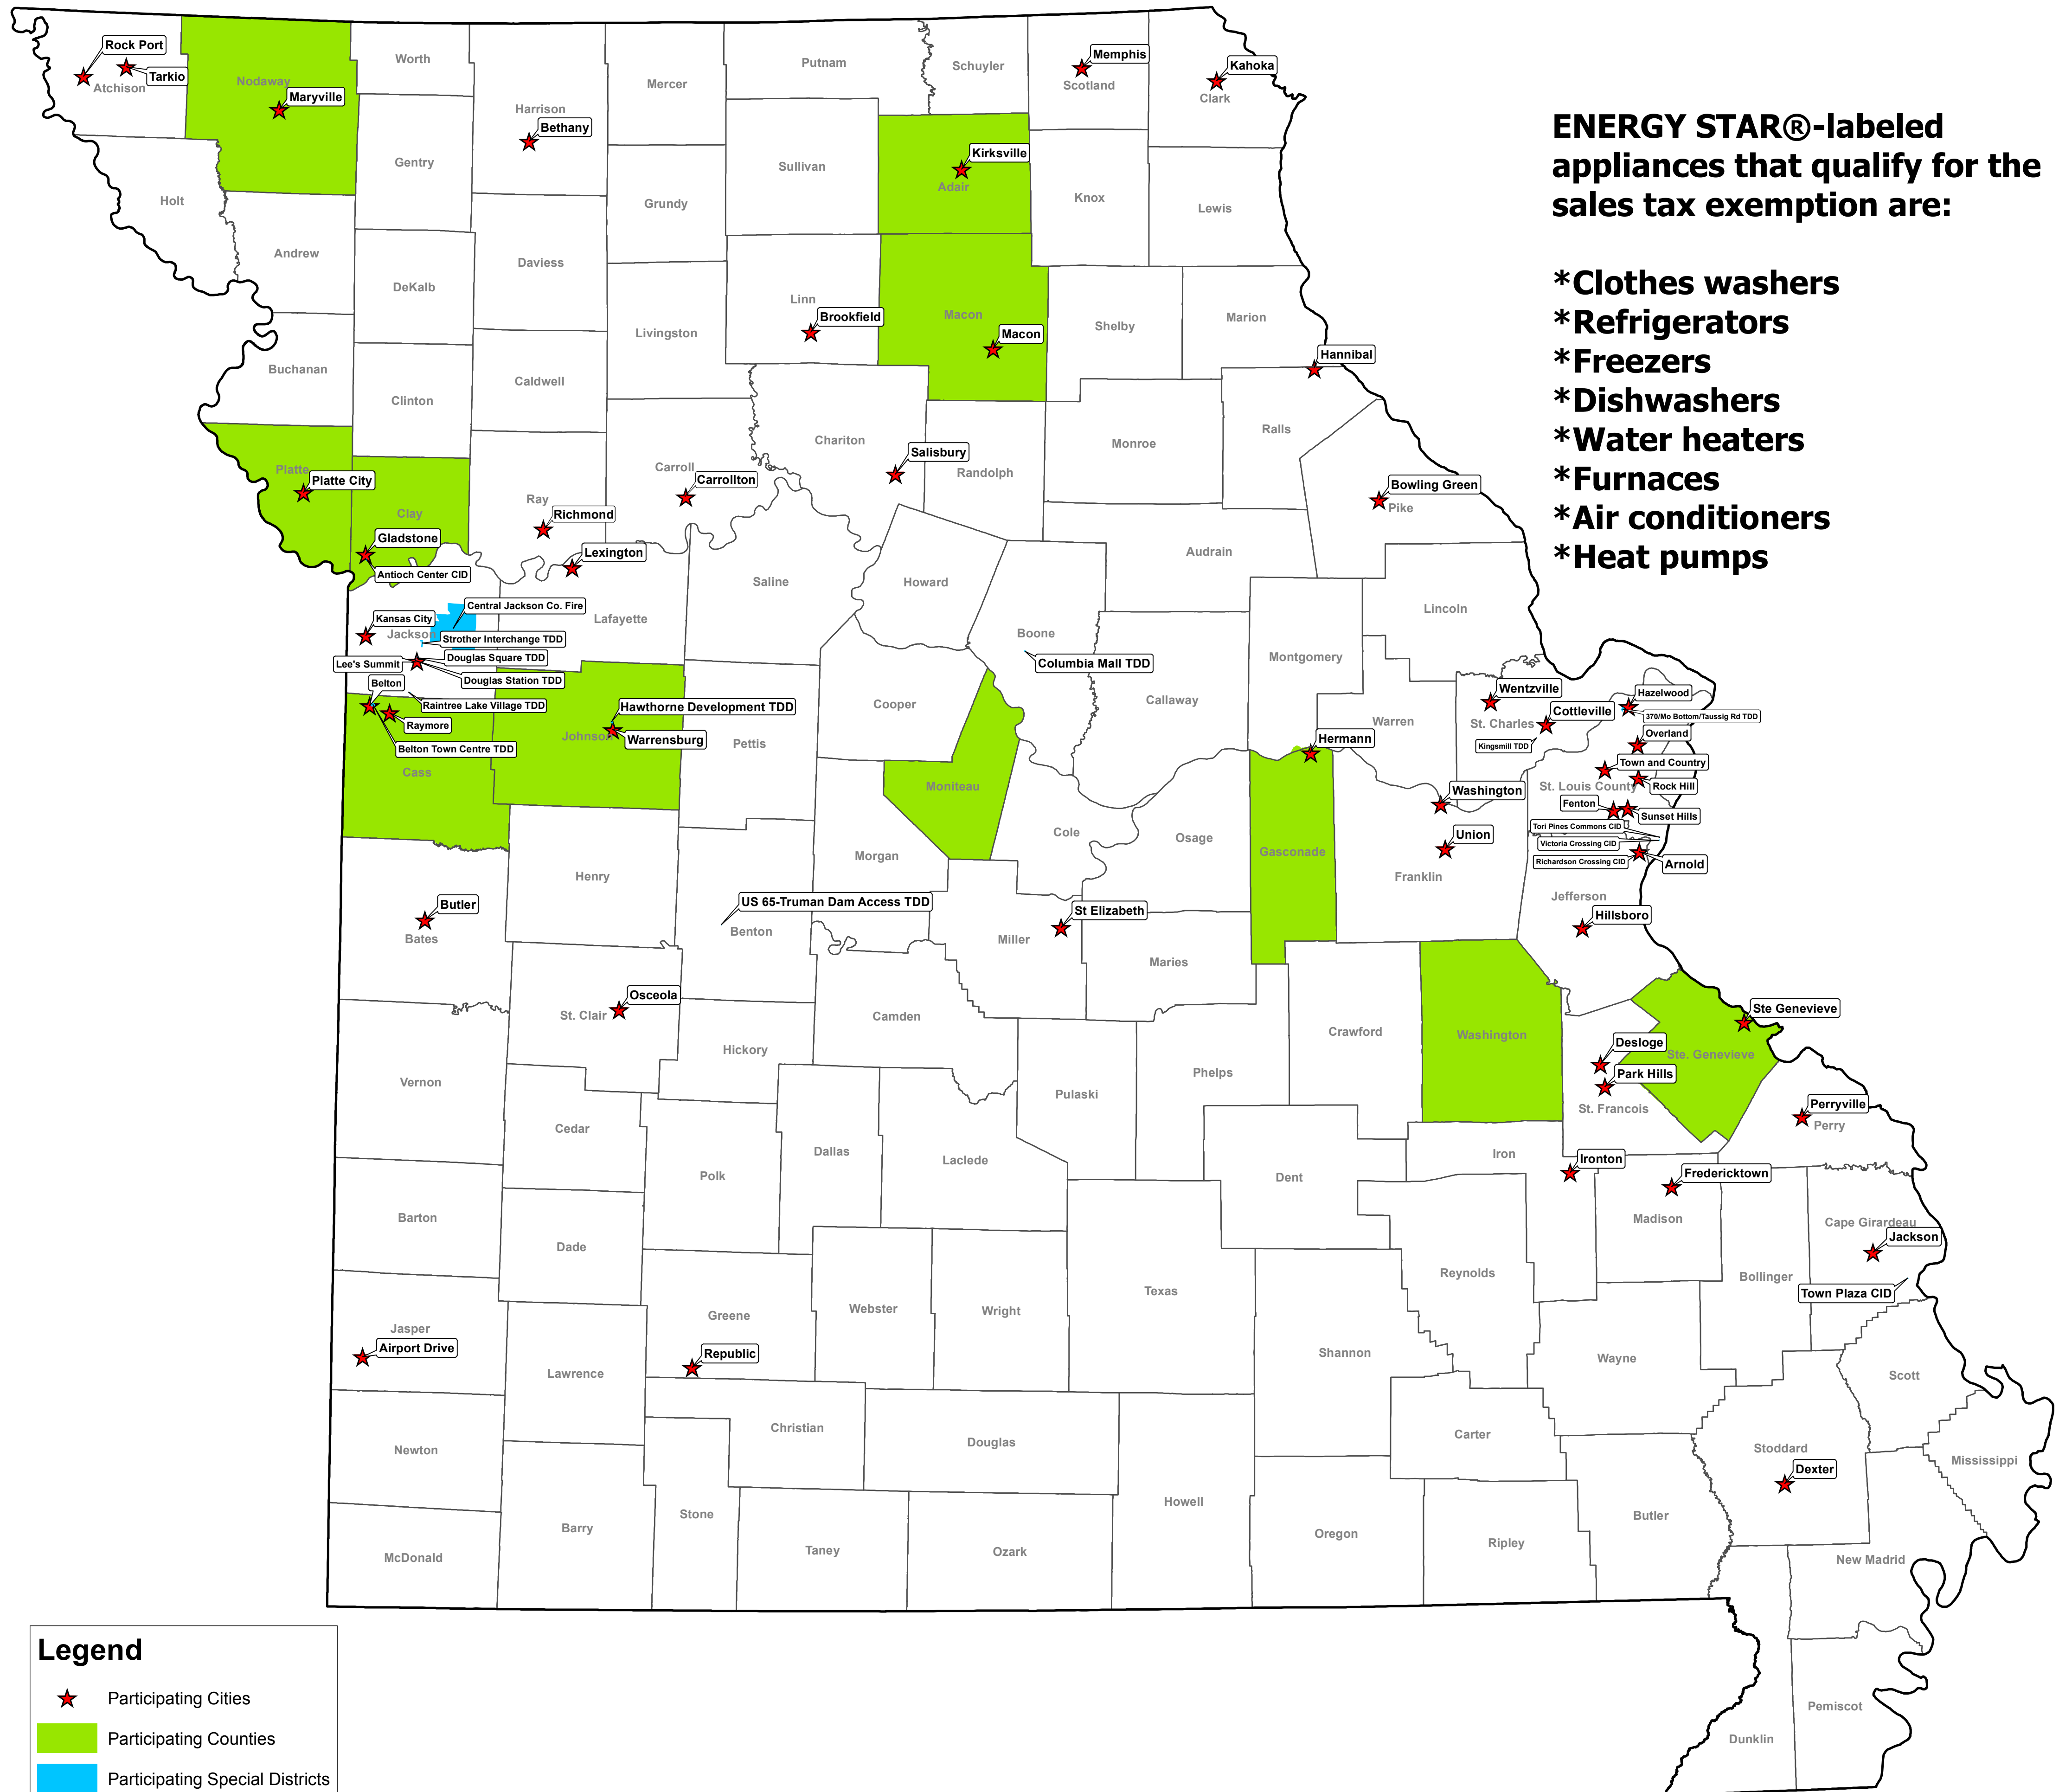 ENERGY STAR®-labeled
appliances that qualify for the
sales tax exemption are:
*Clothes washers
*Refrigerators
*Freezers
*Dishwashers
*Water heaters
*Furnaces
*Air conditioners
*Heat pumps
Rock Port
Tarkio
Atchison
Nodaway
Maryville
Worth
Harrison
Bethany
Mercer
Putnam
Schuyler
Memphis
Scotland
Kahoka
Clark
Holt
Gentry
Grundy
Sullivan
Kirksville
Adair
Knox
Lewis
Andrew
DeKalb
Daviess
Livingston
Linn
Brookfield
Macon
Macon
Shelby
Marion
Hannibal
Buchanan
Clinton
Caldwell
Carroll
Carrollton
Chariton
Salisbury
Randolph
Monroe
Ralls
Bowling Green
Pike
Platte
Platte City
Clay
Gladstone
Antioch Center CID
Ray
Richmond
Lexington
Saline
Howard
Audrain
Lincoln
Kansas City
Jackson
Central Jackson Co. Fire
Strother Interchange TDD
Lee's Summit
Douglas Square TDD
Douglas Station TDD
Lafayette
Boone
Columbia Mall TDD
Callaway
Montgomery
Warren
Wentzville
St. Charles
Cottleville
Kingsmill TDD
Hazelwood
370/Mo Bottom/Taussig Rd TDD
Overland
Town and Country
St. Louis County
Rock Hill
Fenton
Sunset Hills
Tori Pines Commons CID
Victoria Crossing CID
Richardson Crossing CID
Arnold
Belton
Raintree Lake Village TDD
Raymore
Belton Town Centre TDD
Cass
Hawthorne Development TDD
Johnson
Warrensburg
Pettis
Cooper
Moniteau
Cole
Osage
Hermann
Gasconade
Washington
Union
Franklin
Jefferson
Hillsboro
Butler
Bates
Henry
US 65-Truman Dam Access TDD
Benton
Morgan
Miller
St Elizabeth
Maries
Osceola
St. Clair
Hickory
Camden
Crawford
Washington
Ste Genevieve
Ste. Genevieve
Desloge
Park Hills
St. Francois
Perryville
Perry
Vernon
Cedar
Polk
Dallas
Laclede
Pulaski
Phelps
Dent
Iron
Ironton
Fredericktown
Madison
Cape Girardeau
Jackson
Town Plaza CID
Bollinger
Barton
Dade
Greene
Republic
Webster
Wright
Texas
Shannon
Reynolds
Wayne
Scott
Jasper
Airport Drive
Lawrence
Christian
Douglas
Howell
Carter
Stoddard
Dexter
Mississippi
Newton
McDonald
Barry
Stone
Taney
Ozark
Oregon
Ripley
Butler
New Madrid
Pemiscot
Dunklin
Legend
Participating Cities
Participating Counties
Participating Special Districts